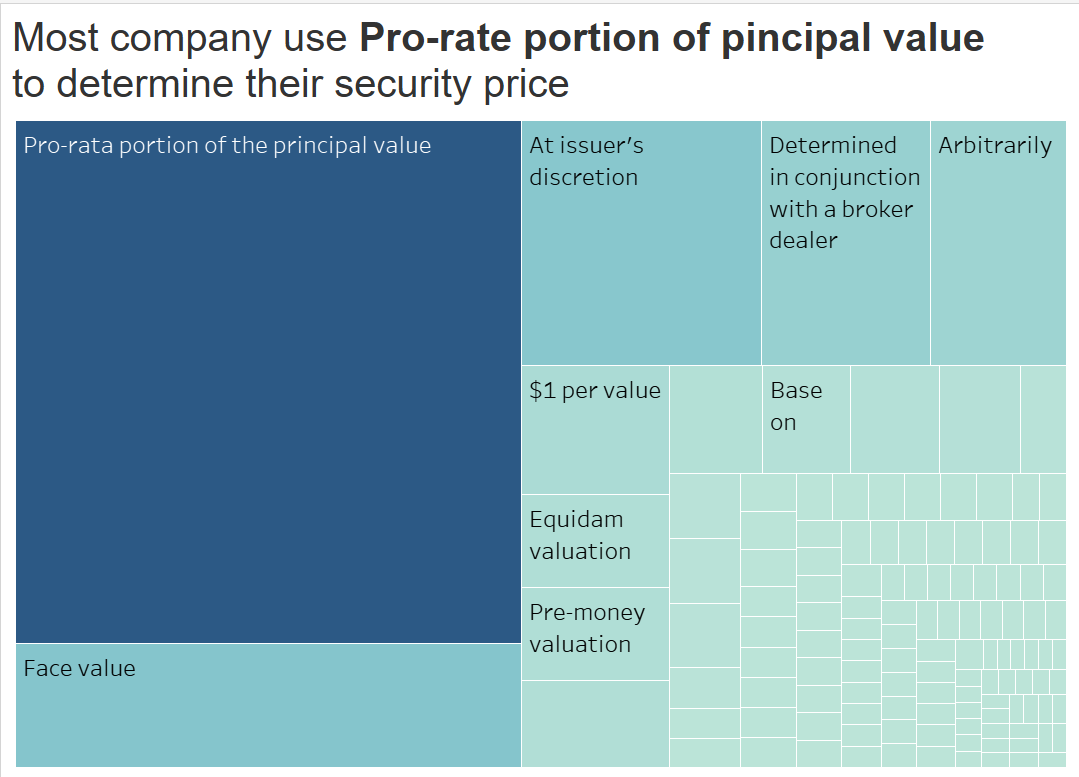 Most company use Pro-rate portion of pincipal value
to determine their security price
Pro-rata portion of the principal value
At issuer's
discretion
Determined
in conjunction
with a broker
dealer
Arbitrarily
$1 per value
Base
on
Equidam
valuation
Pre-money
valuation
Face value